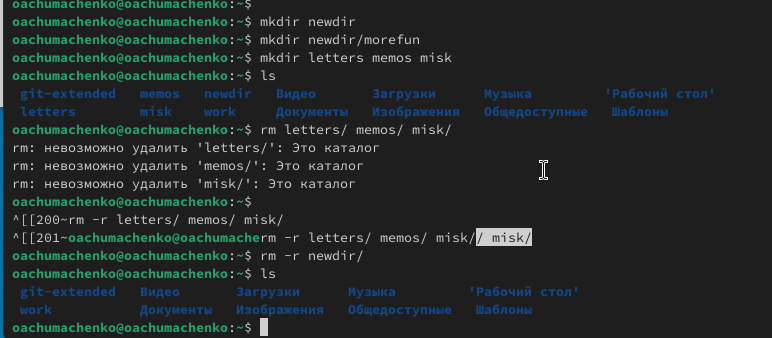 oachumachenko@oachumachenko:~$
oachumachenko@oachumachenko:~$ mkdir newdir
oachumachenko@oachumachenko:~$ mkdir newdir/morefun
oachumachenko@oachumachenko:~$ mkdir letters memos misk
oachumachenko@oachumachenko:~$ ls
git-extended memos newdir Видео Загрузки Музыка 'Рабочий стол'
letters misk work Документы Изображения Общедоступные Шаблоны
oachumachenko@oachumachenko:~$ rm letters/ memos/ misk/
rm: невозможно удалить 'letters/': Это каталог
rm: невозможно удалить 'memos/': Это каталог
rm: невозможно удалить 'misk/': Это каталог
oachumachenko@oachumachenko:~$
^[[200~rm -r letters/ memos/ misk/
^[[201~oachumachenko@oachumacherm -r letters/ memos/ misk// misk/
oachumachenko@oachumachenko:~$ rm -r newdir/
oachumachenko@oachumachenko:~$ ls
git-extended Видео Загрузки Музыка 'Рабочий стол'
work Документы Изображения Общедоступные Шаблоны
oachumachenko@oachumachenko:~$